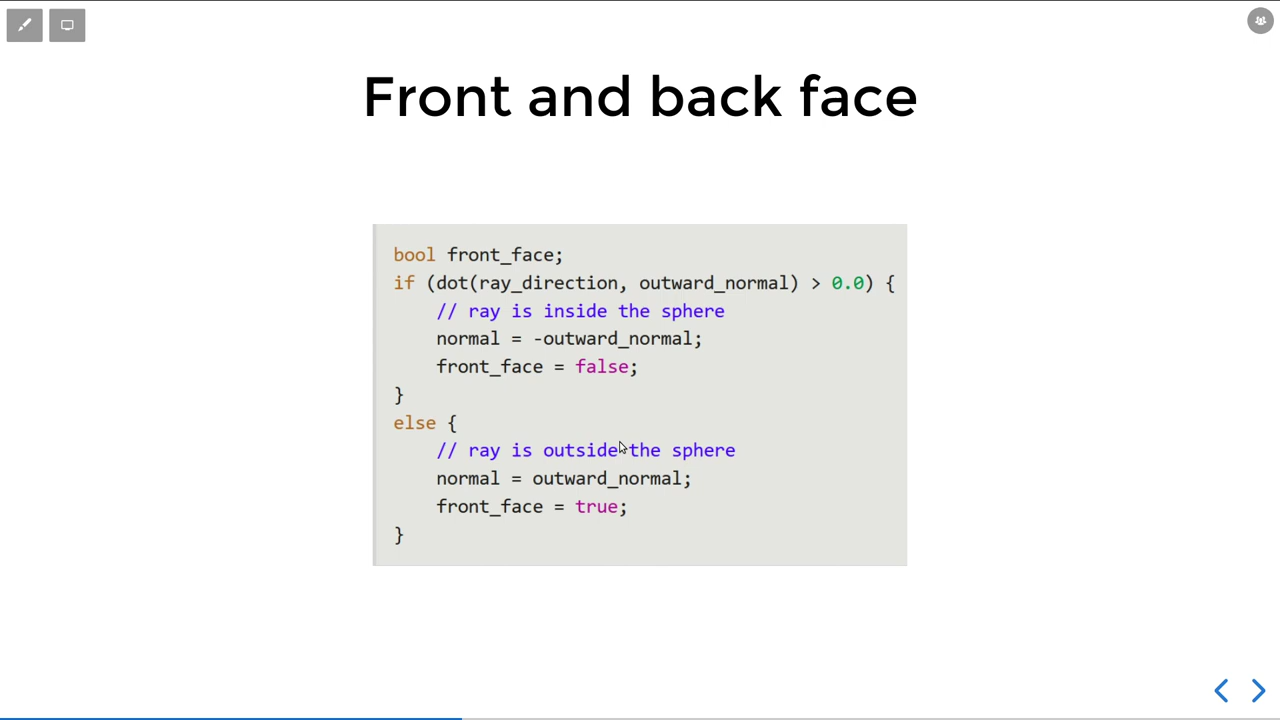 Front and back face
bool front_face;
if (dot(ray_direction, outward_normal) > 0.0) {
    // ray is inside the sphere
    normal = -outward_normal;
    front_face = false;
}
else {
    // ray is outside the sphere
    normal = outward_normal;
    front_face = true;
}